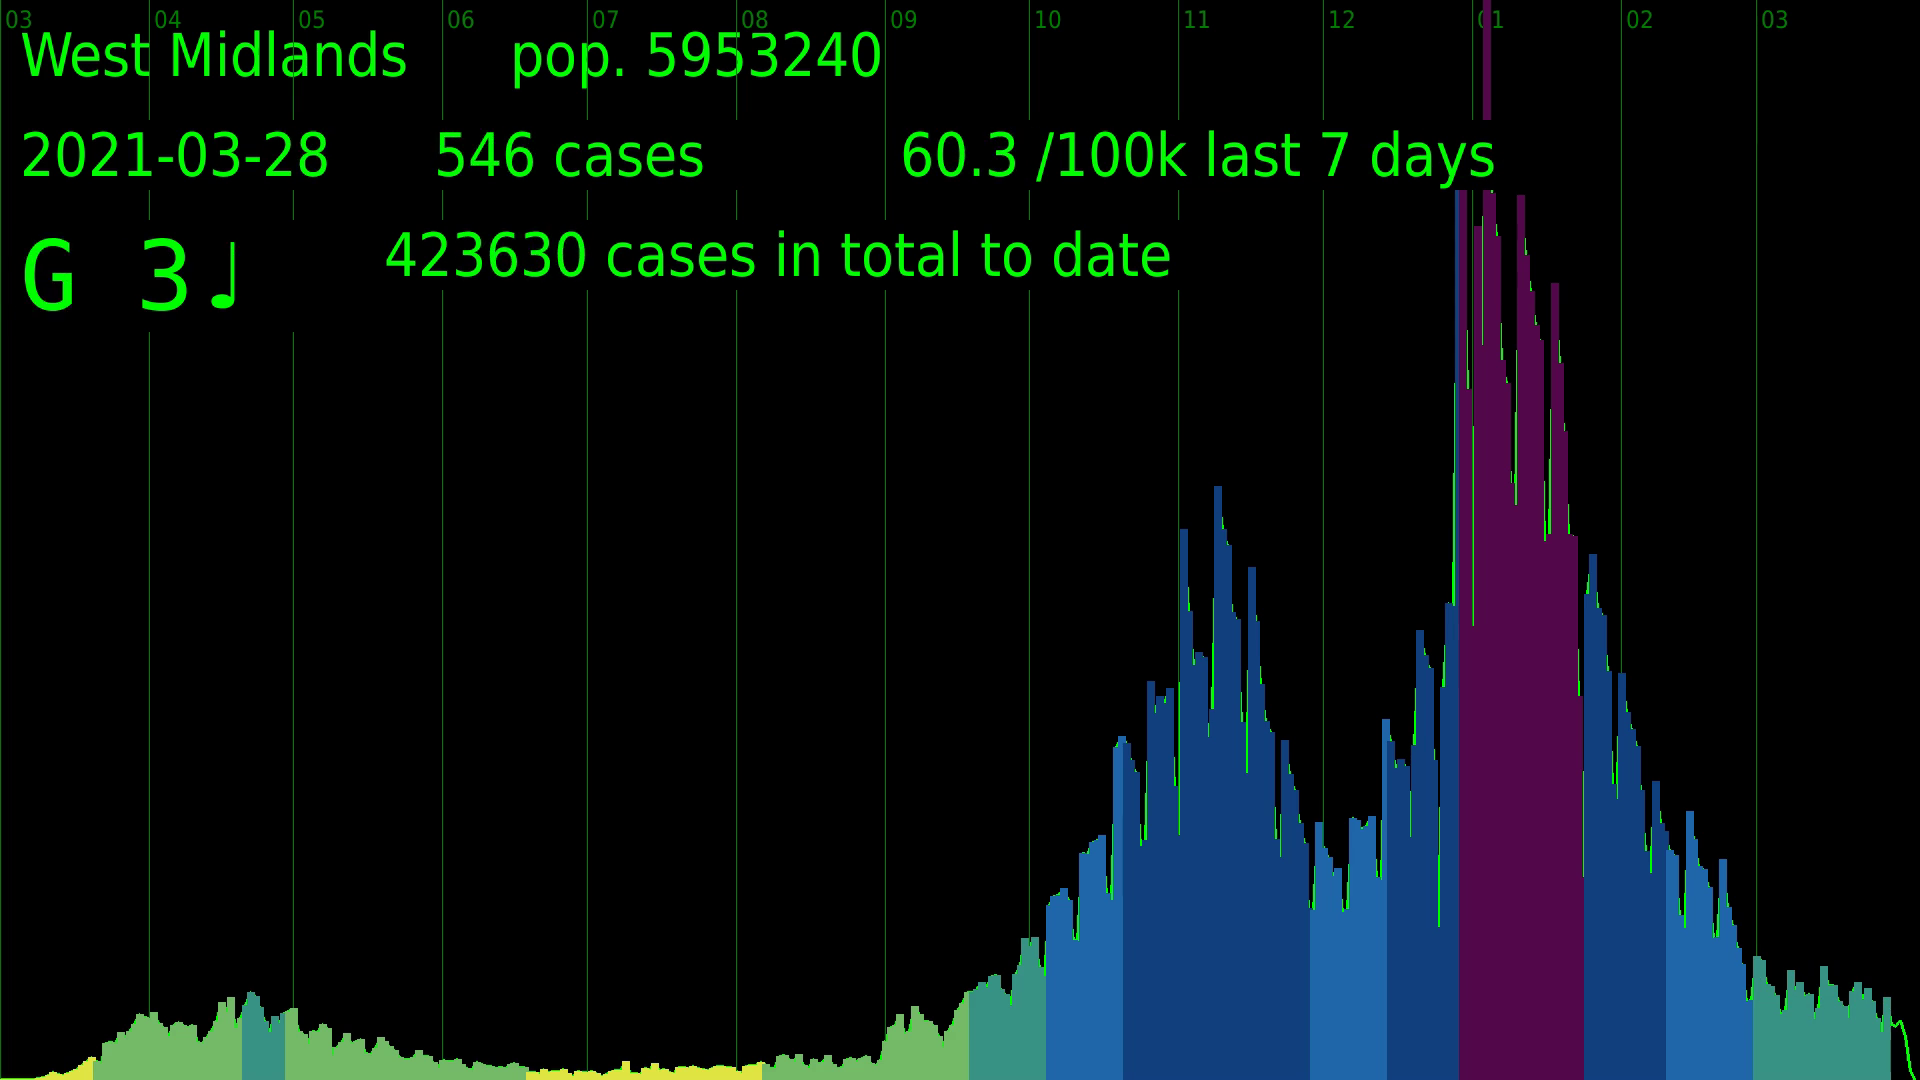 03 04 05 06 07 08 09 10 11 12 01 02 03
West Midlands pop. 5953240
2021-03-28 546 cases 60.3 /100k last 7 days
G 3♩ 423630 cases in total to date